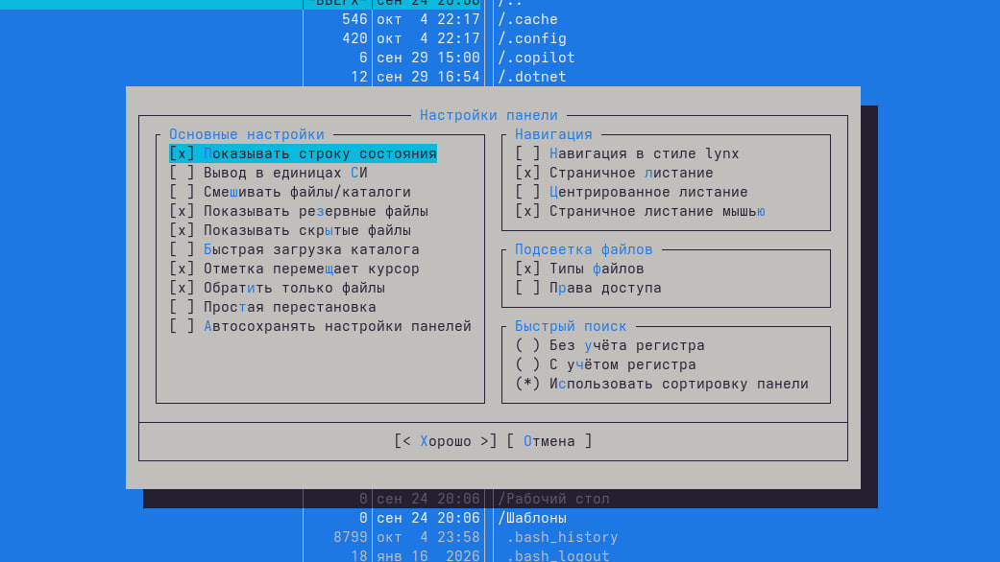 -ВВЕРХ- сен 24 20:06 /..
546 окт 4 22:17 /.cache
420 окт 4 22:17 /.config
6 сен 29 15:00 /.copilot
12 сен 29 16:54 /.dotnet
Настройки панели
Основные настройки
[x] Показывать строку состояния
[ ] Вывод в единицах СИ
[ ] Смешивать файлы/каталоги
[x] Показывать резервные файлы
[x] Показывать скрытые файлы
[ ] Быстрая загрузка каталога
[x] Отметка перемещает курсор
[x] Обратить только файлы
[ ] Простая перестановка
[ ] Автосохранять настройки панелей
Навигация
[ ] Навигация в стиле lynx
[x] Страничное листание
[ ] Центрированное листание
[x] Страничное листание мышью
Подсветка файлов
[x] Типы файлов
[ ] Права доступа
Быстрый поиск
( ) Без учёта регистра
( ) С учётом регистра
(*) Использовать сортировку панели
[< Хорошо >] [ Отмена ]
0 сен 24 20:06 /Рабочий стол
0 сен 24 20:06 /Шаблоны
8799 окт 4 23:58 .bash_history
18 янв 16 2026 .bash_logout